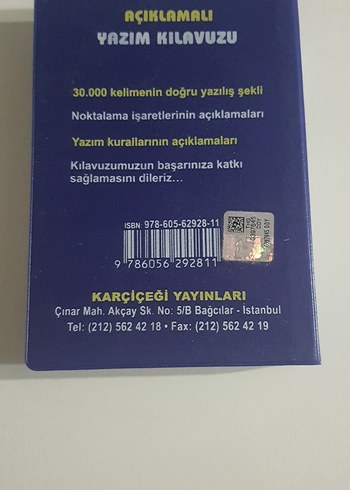 AÇIKLAMALI
YAZIM KILAVUZU
30.000 kelimenin doğru yazılış şekli
Noktalama işaretlerinin açıklamaları
Yazım kurallarının açıklamaları
Kılavuzumuzun başarınıza katkı
sağlamasını dileriz...
ISBN: 978-605-62928-11
9 786056 292811
KARÇİÇEĞİ YAYINLARI
Çınar Mah. Akçay Sk. No: 5/B Bağcılar - İstanbul
Tel: (212) 562 42 18 • Fax: (212) 562 42 19